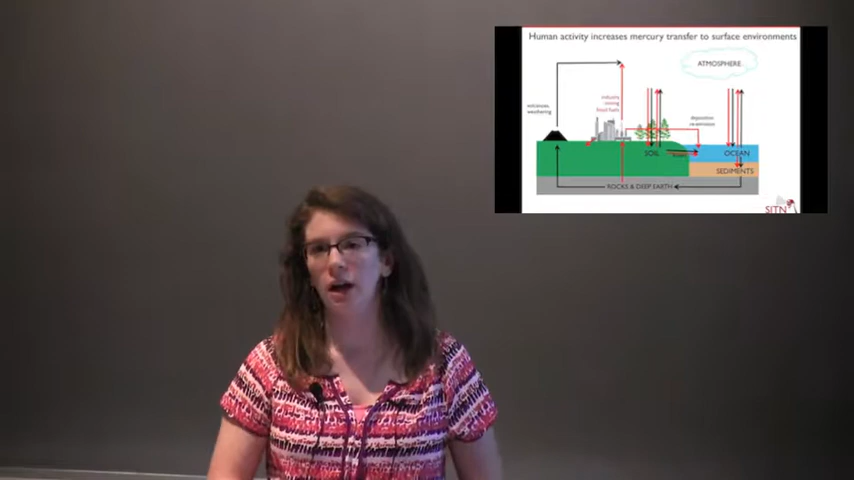 Human activity increases mercury transfer to surface environments
ATMOSPHERE
volcanoes,
weathering
industry
mining
fossil fuels
deposition
re-emission
SOIL
OCEAN
SEDIMENTS
ROCKS & DEEP EARTH
SITN